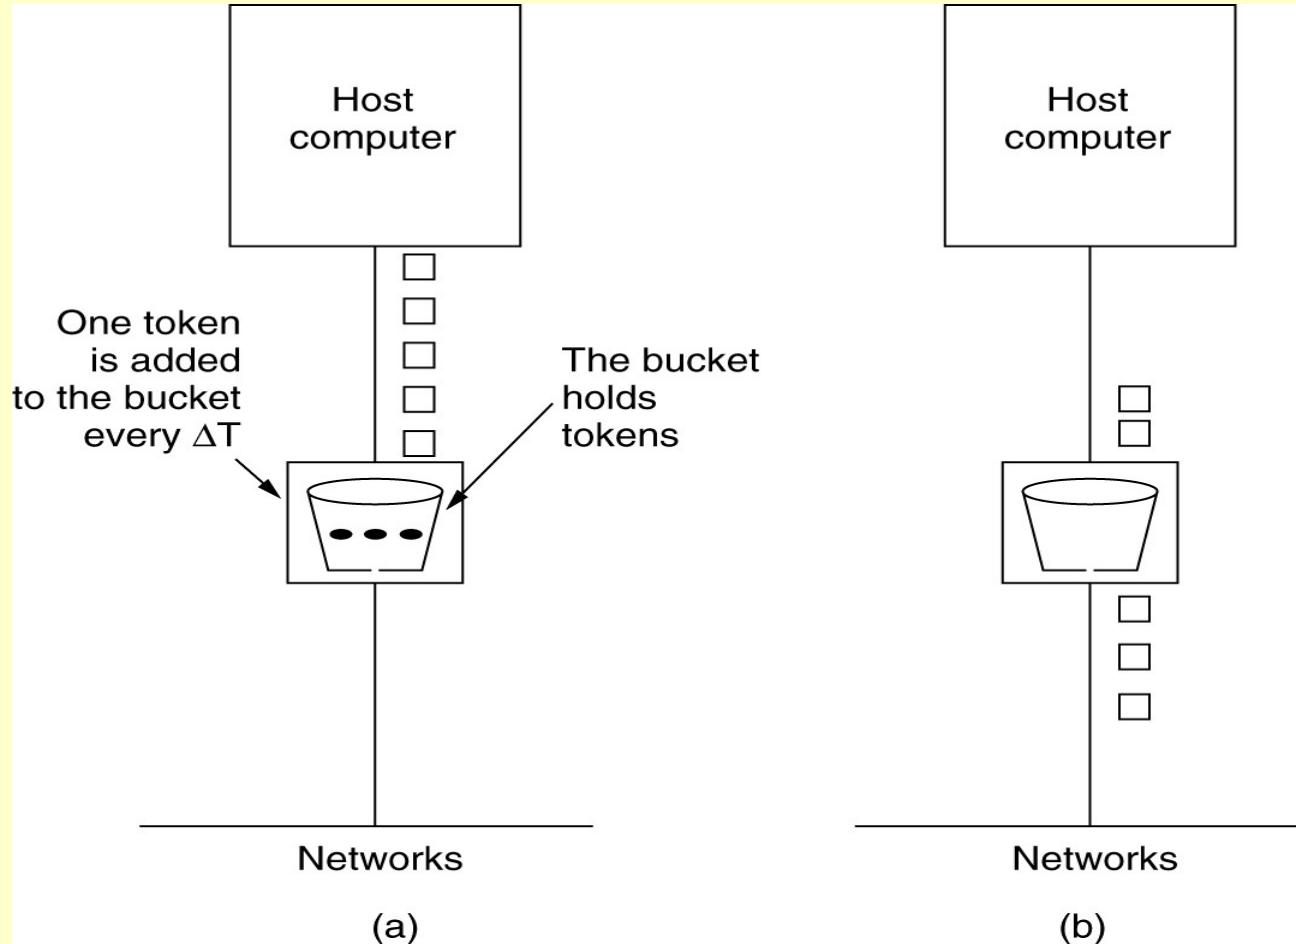 Host
computer
Host
computer
One token
is added
to the bucket
every ΔT
The bucket
holds
tokens
Networks
Networks
(a)
(b)